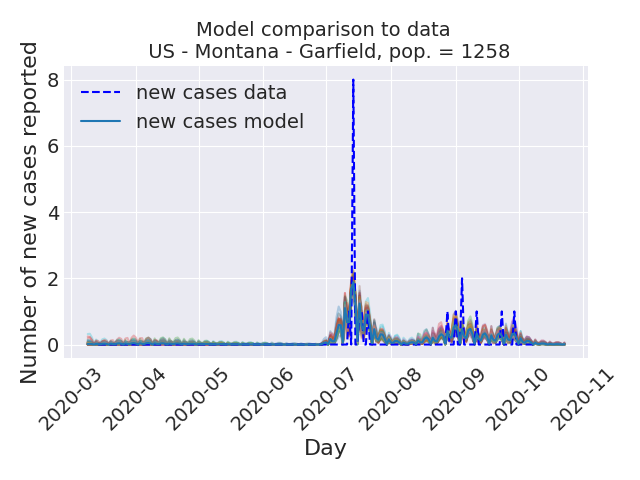 Model comparison to data
US - Montana - Garfield, pop. = 1258
Number of new cases reported
8
6
4
2
0
new cases data
new cases model
2020-03
2020-04
2020-05
2020-06
2020-07
2020-08
2020-09
2020-10
2020-11
Day